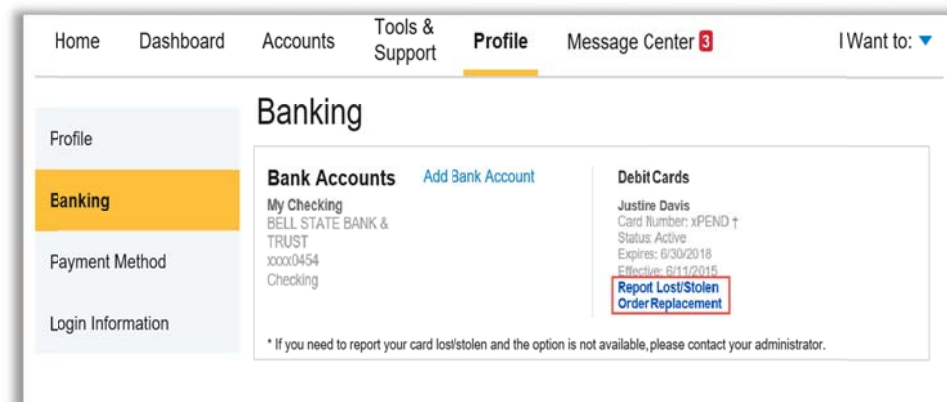 Home Dashboard Accounts Tools & Support Profile Message Center 3 I Want to:
Banking
Profile
Banking
Payment Method
Login Information
Bank Accounts Add Bank Account
My Checking
BELL STATE BANK &
TRUST
xxxx0454
Checking
Debit Cards
Justine Davis
Card Number: xPEND †
Status: Active
Expires: 6/30/2018
Effective: 6/11/2015
Report Lost/Stolen
Order Replacement
* If you need to report your card lost/stolen and the option is not available, please contact your administrator.